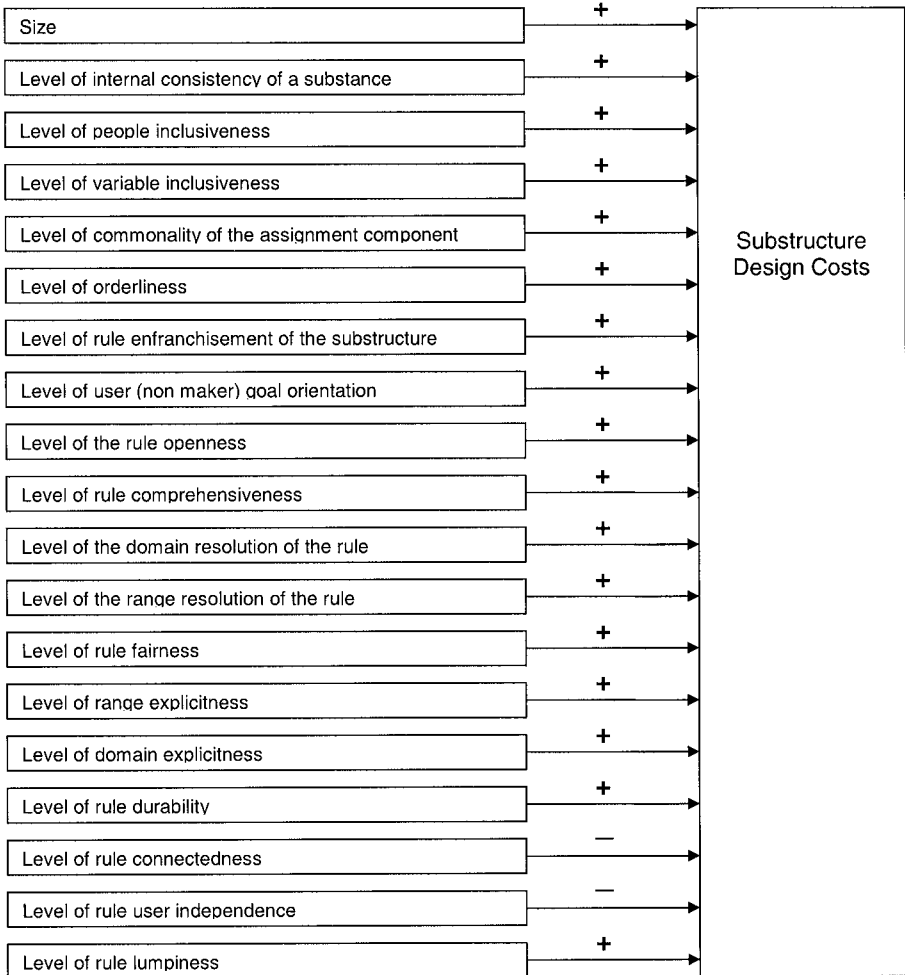 +
Size
+
Level of internal consistency of a substance
+
Level of people inclusiveness
+
Level of variable inclusiveness
+
Level of commonality of the assignment component
Substructure
Design Costs
+
Level of orderliness
+
Level of rule enfranchisement of the substructure
+
Level of user (non maker) goal orientation
+
Level of the rule openness
+
Level of rule comprehensiveness
+
Level of the domain resolution of the rule
+
Level of the range resolution of the rule
+
Level of rule fairness
+
Level of range explicitness
+
Level of domain explicitness
+
Level of rule durability
—
Level of rule connectedness
—
Level of rule user independence
+
Level of rule lumpiness